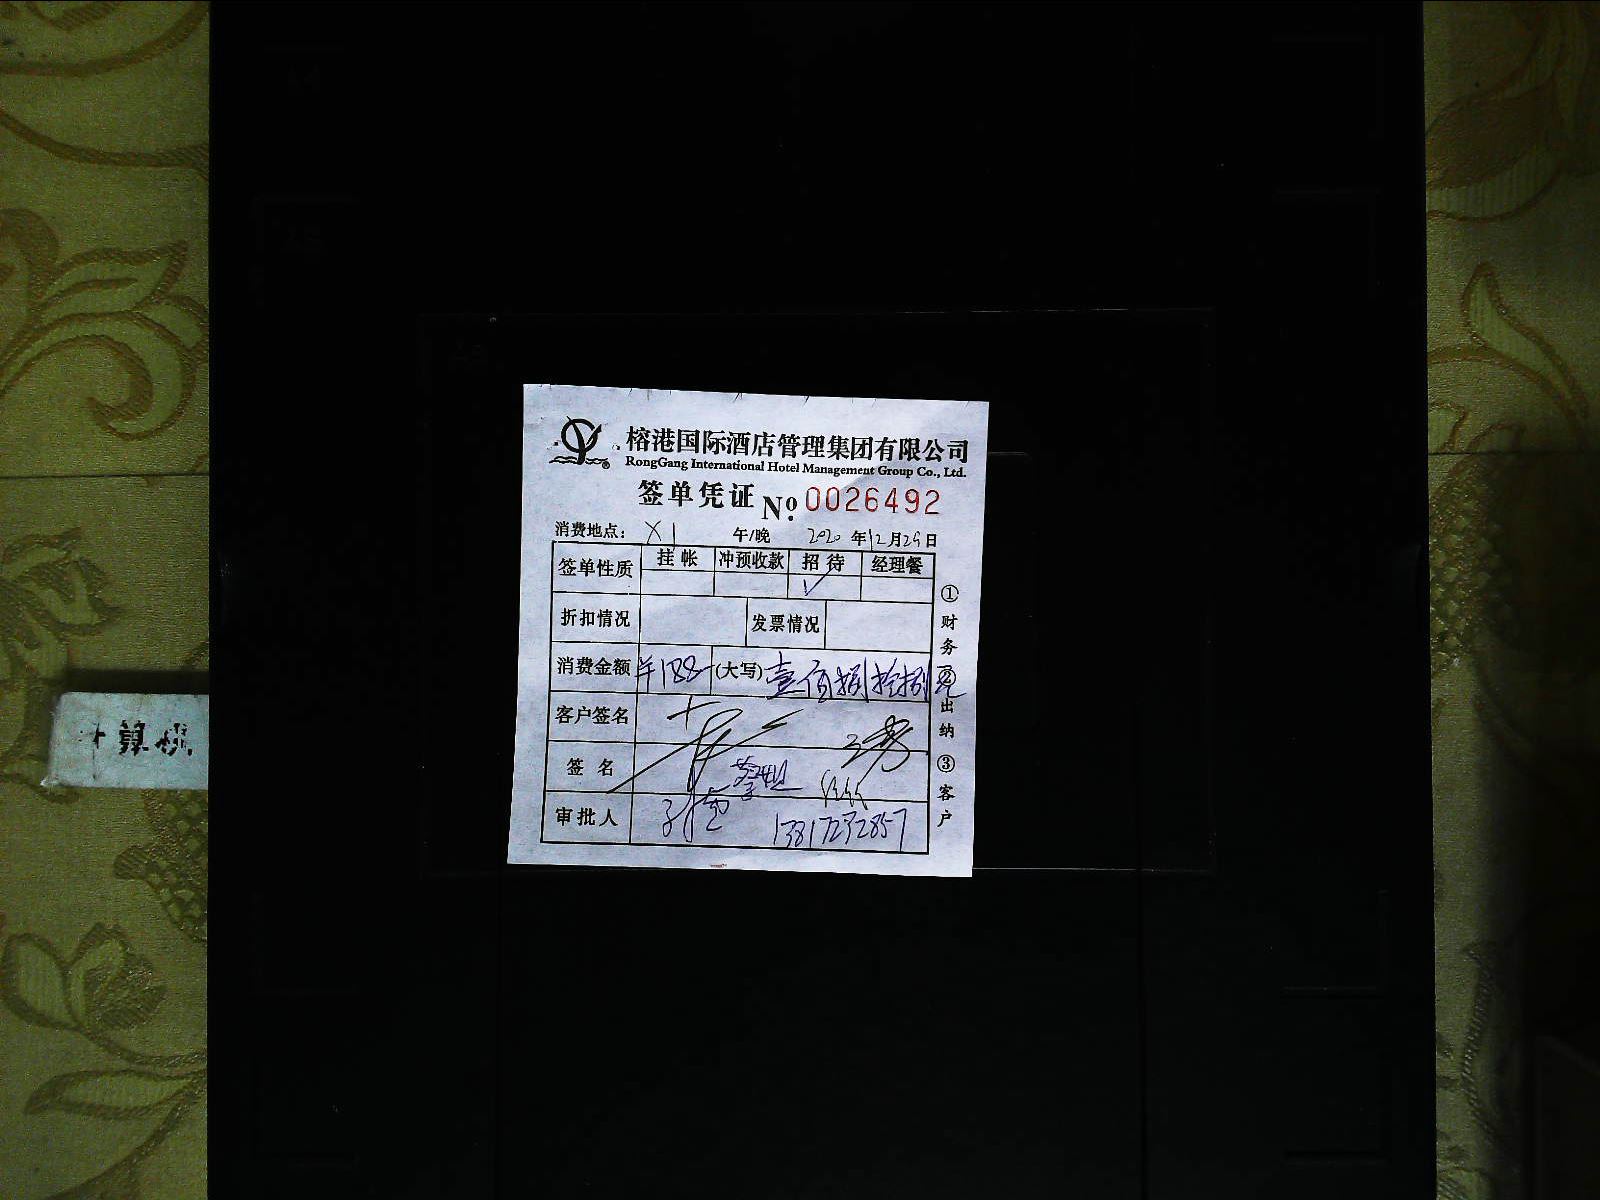 榕港国际酒店管理集团有限公司
RongGang International Hotel Management Group Co., Ltd.
签单凭证 Nº 0026492
消费地点: X1 午/晚 2020 年 12 月 29 日
签单性质 挂帐 冲预收款 招待 经理餐
✓
折扣情况 发票情况
消费金额 ¥188- (大写) 壹佰捌拾捌元
客户签名
签名
审批人 13817232857
①财务 ②出纳 ③客户
计算机